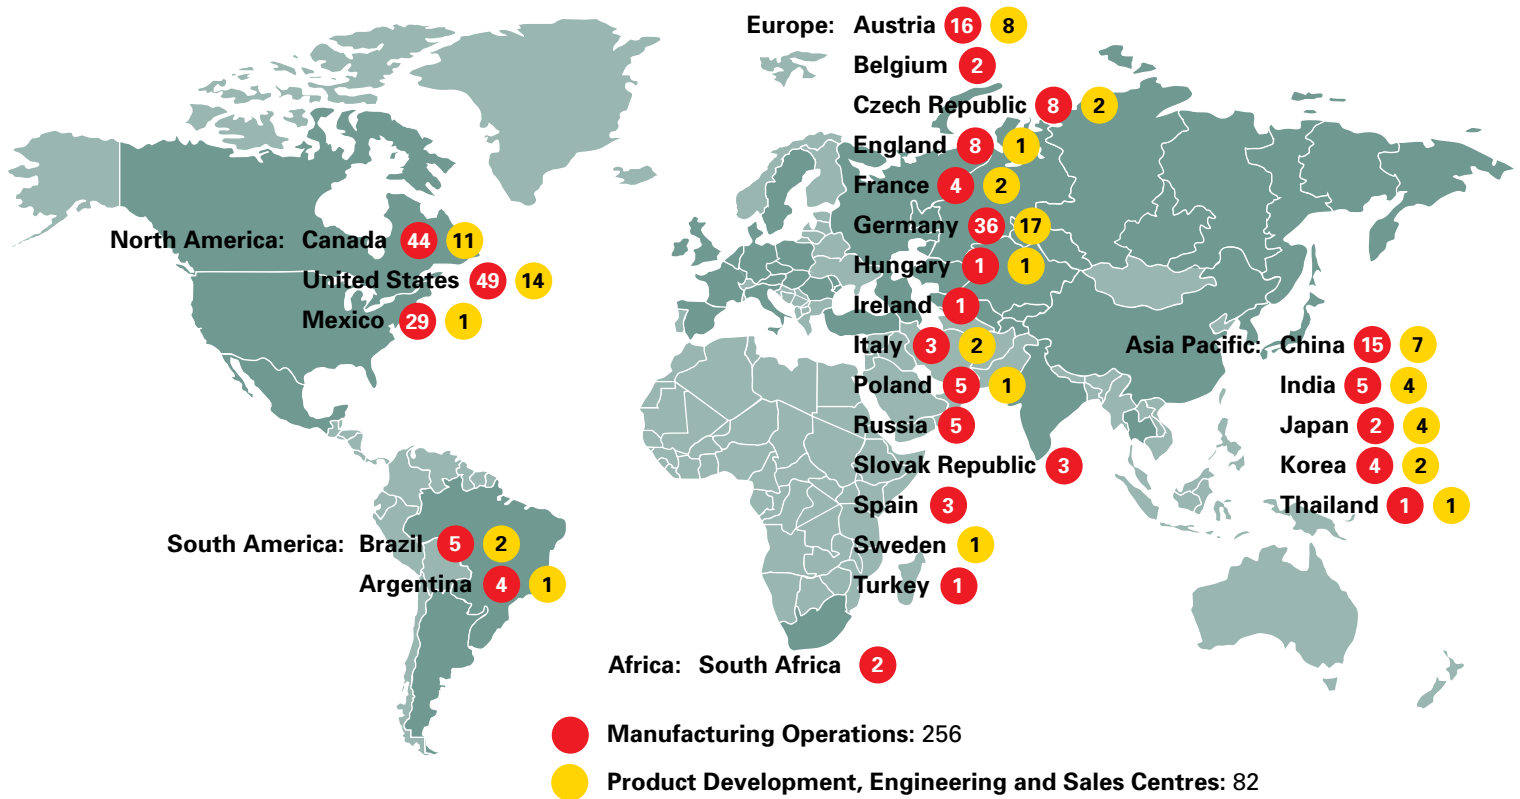 North America: Canada 44 11
United States 49 14
Mexico 29 1
South America: Brazil 5 2
Argentina 4 1
Europe: Austria 16 8
Belgium 2
Czech Republic 8 2
England 8 1
France 4 2
Germany 36 17
Hungary 1 1
Ireland 1
Italy 3 2
Poland 5 1
Russia 5
Slovak Republic 3
Spain 3
Sweden 1
Turkey 1
Africa: South Africa 2
Asia Pacific: China 15 7
India 5 4
Japan 2 4
Korea 4 2
Thailand 1 1
Manufacturing Operations: 256
Product Development, Engineering and Sales Centres: 82